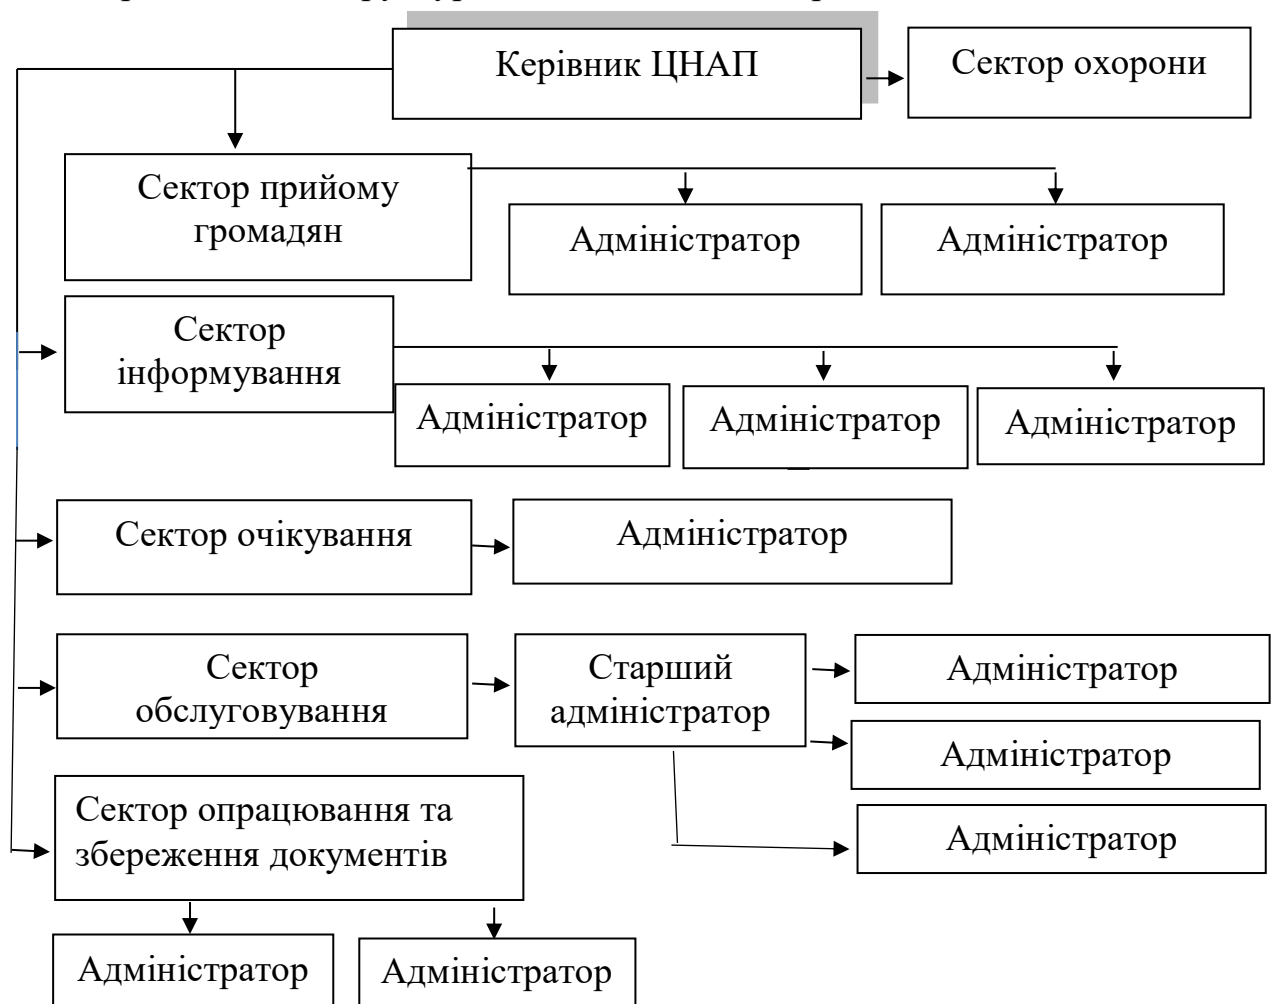 Керівник ЦНАП
Сектор охорони
Сектор прийому
громадян
Адміністратор
Адміністратор
Сектор
інформування
Адміністратор
Адміністратор
Адміністратор
Сектор очікування
Адміністратор
Сектор
обслуговування
Старший
адміністратор
Адміністратор
Адміністратор
Адміністратор
Сектор опрацювання та
збереження документів
Адміністратор
Адміністратор